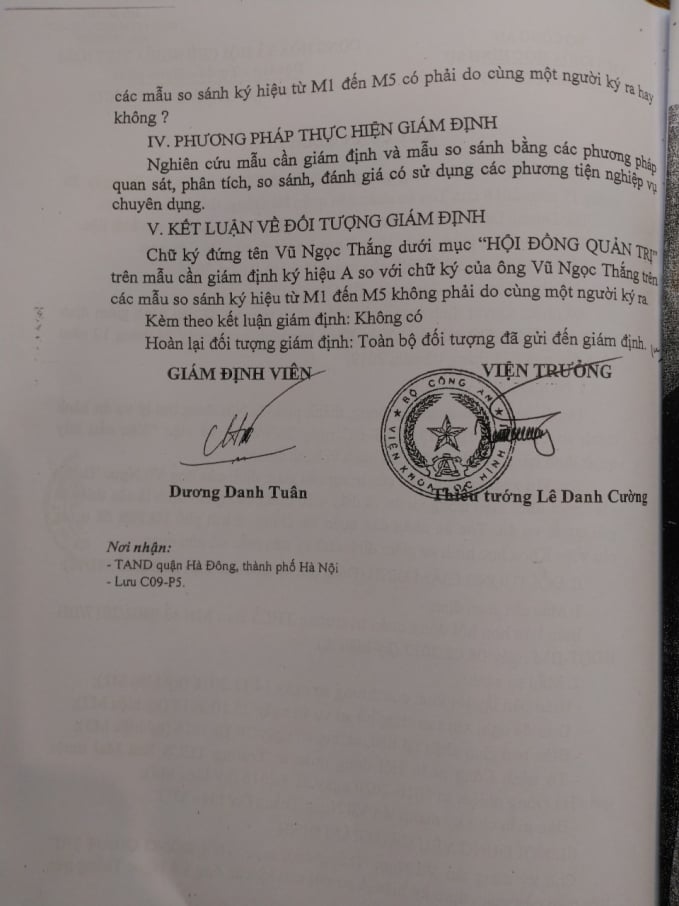 các mẫu so sánh ký hiệu từ M1 đến M5 có phải do cùng một người ký ra hay
không ?
IV. PHƯƠNG PHÁP THỰC HIỆN GIÁM ĐỊNH
Nghiên cứu mẫu cần giám định và mẫu so sánh bằng các phương pháp
quan sát, phân tích, so sánh, đánh giá có sử dụng các phương tiện nghiệp vụ
chuyên dụng.
V. KẾT LUẬN VỀ ĐỐI TƯỢNG GIÁM ĐỊNH
Chữ ký đứng tên Vũ Ngọc Thắng dưới mục “HỘI ĐỒNG QUẢN TRỊ”
trên mẫu cần giám định ký hiệu A so với chữ ký của ông Vũ Ngọc Thắng trên
các mẫu so sánh ký hiệu từ M1 đến M5 không phải do cùng một người ký ra.
Kèm theo kết luận giám định: Không có
Hoàn lại đối tượng giám định: Toàn bộ đối tượng đã gửi đến giám định.
GIÁM ĐỊNH VIÊN
VIỆN TRƯỞNG
BỘ CÔNG AN
VIỆN KHOA HỌC HÌNH
Dương Danh Tuân
Thiếu tướng Lê Danh Cường
Nơi nhận:
- TAND quận Hà Đông, thành phố Hà Nội
- Lưu C09-P5.